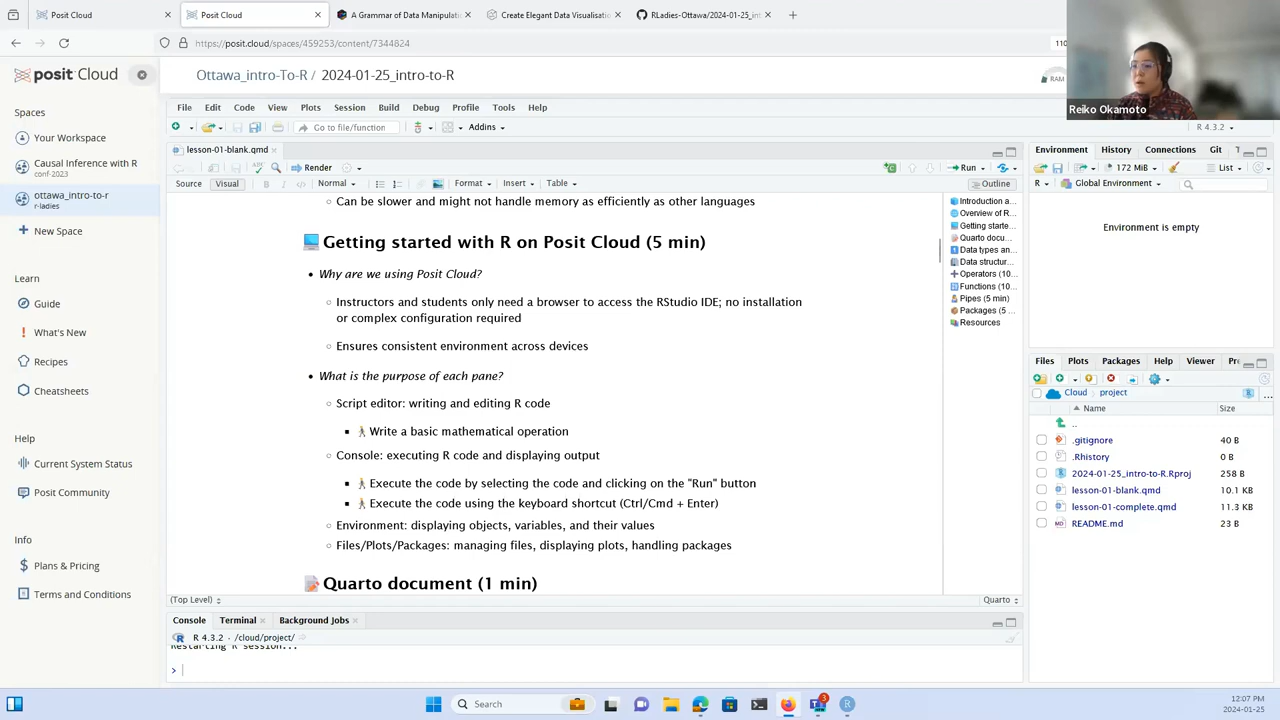 Posit Cloud
Posit Cloud
A Grammar of Data Manipulati
Create Elegant Data Visualisatio
RLadies-Ottawa/2024-01-25_int
https://posit.cloud/spaces/459253/content/7344824
110
posit Cloud
Ottawa_intro-To-R / 2024-01-25_intro-to-R
RAM
Reiko Okamoto
Spaces
Your Workspace
Causal Inference with R
conf-2023
ottawa_intro-to-r
r-ladies
New Space
Learn
Guide
What's New
Recipes
Cheatsheets
Help
Current System Status
Posit Community
Info
Plans & Pricing
Terms and Conditions
File Edit Code View Plots Session Build Debug Profile Tools Help
Go to file/function
Addins
R 4.3.2
lesson-01-blank.qmd
Render
Run
Source Visual B I Normal Format Insert Table Outline
Can be slower and might not handle memory as efficiently as other languages
Getting started with R on Posit Cloud (5 min)
Why are we using Posit Cloud?
Instructors and students only need a browser to access the RStudio IDE; no installation
or complex configuration required
Ensures consistent environment across devices
What is the purpose of each pane?
Script editor: writing and editing R code
Write a basic mathematical operation
Console: executing R code and displaying output
Execute the code by selecting the code and clicking on the "Run" button
Execute the code using the keyboard shortcut (Ctrl/Cmd + Enter)
Environment: displaying objects, variables, and their values
Files/Plots/Packages: managing files, displaying plots, handling packages
Quarto document (1 min)
Introduction a...
Overview of R...
Getting starte...
Quarto docu...
Data types an...
Data structur...
Operators (10...
Functions (10...
Pipes (5 min)
Packages (5 ...
Resources
(Top Level)
Quarto
Console Terminal Background Jobs
R 4.3.2 · /cloud/project/
Restarting R session...
>
Environment History Connections Git T
172 MiB
List
R Global Environment
Environment is empty
Files Plots Packages Help Viewer Pr
Cloud project
Name Size
..
.gitignore 40 B
.Rhistory 0 B
2024-01-25_intro-to-R.Rproj 258 B
lesson-01-blank.qmd 10.1 KB
lesson-01-complete.qmd 11.3 KB
README.md 23 B
Search
3
12:07 PM
2024-01-25